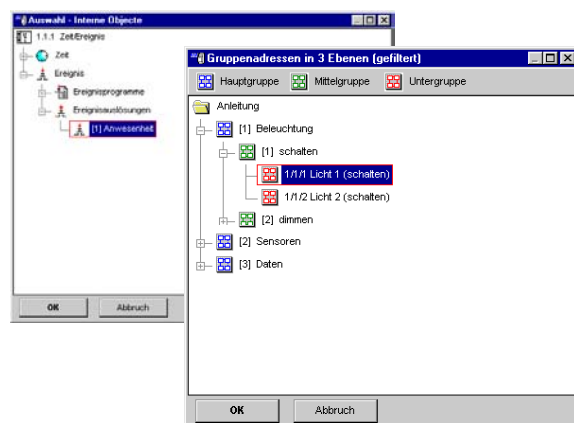 Auswahl - Interne Objecte
1.1.1 Zeit/Ereignis
Zeit
Ereignis
Ereignisprogramme
Ereignisauslösungen
[1] Anwesenheit
OK Abbruch
Gruppenadressen in 3 Ebenen (gefiltert)
Hauptgruppe Mittelgruppe Untergruppe
Anleitung
[1] Beleuchtung
[1] schalten
1/1/1 Licht 1 (schalten)
1/1/2 Licht 2 (schalten)
[2] dimmen
[2] Sensoren
[3] Daten
OK Abbruch